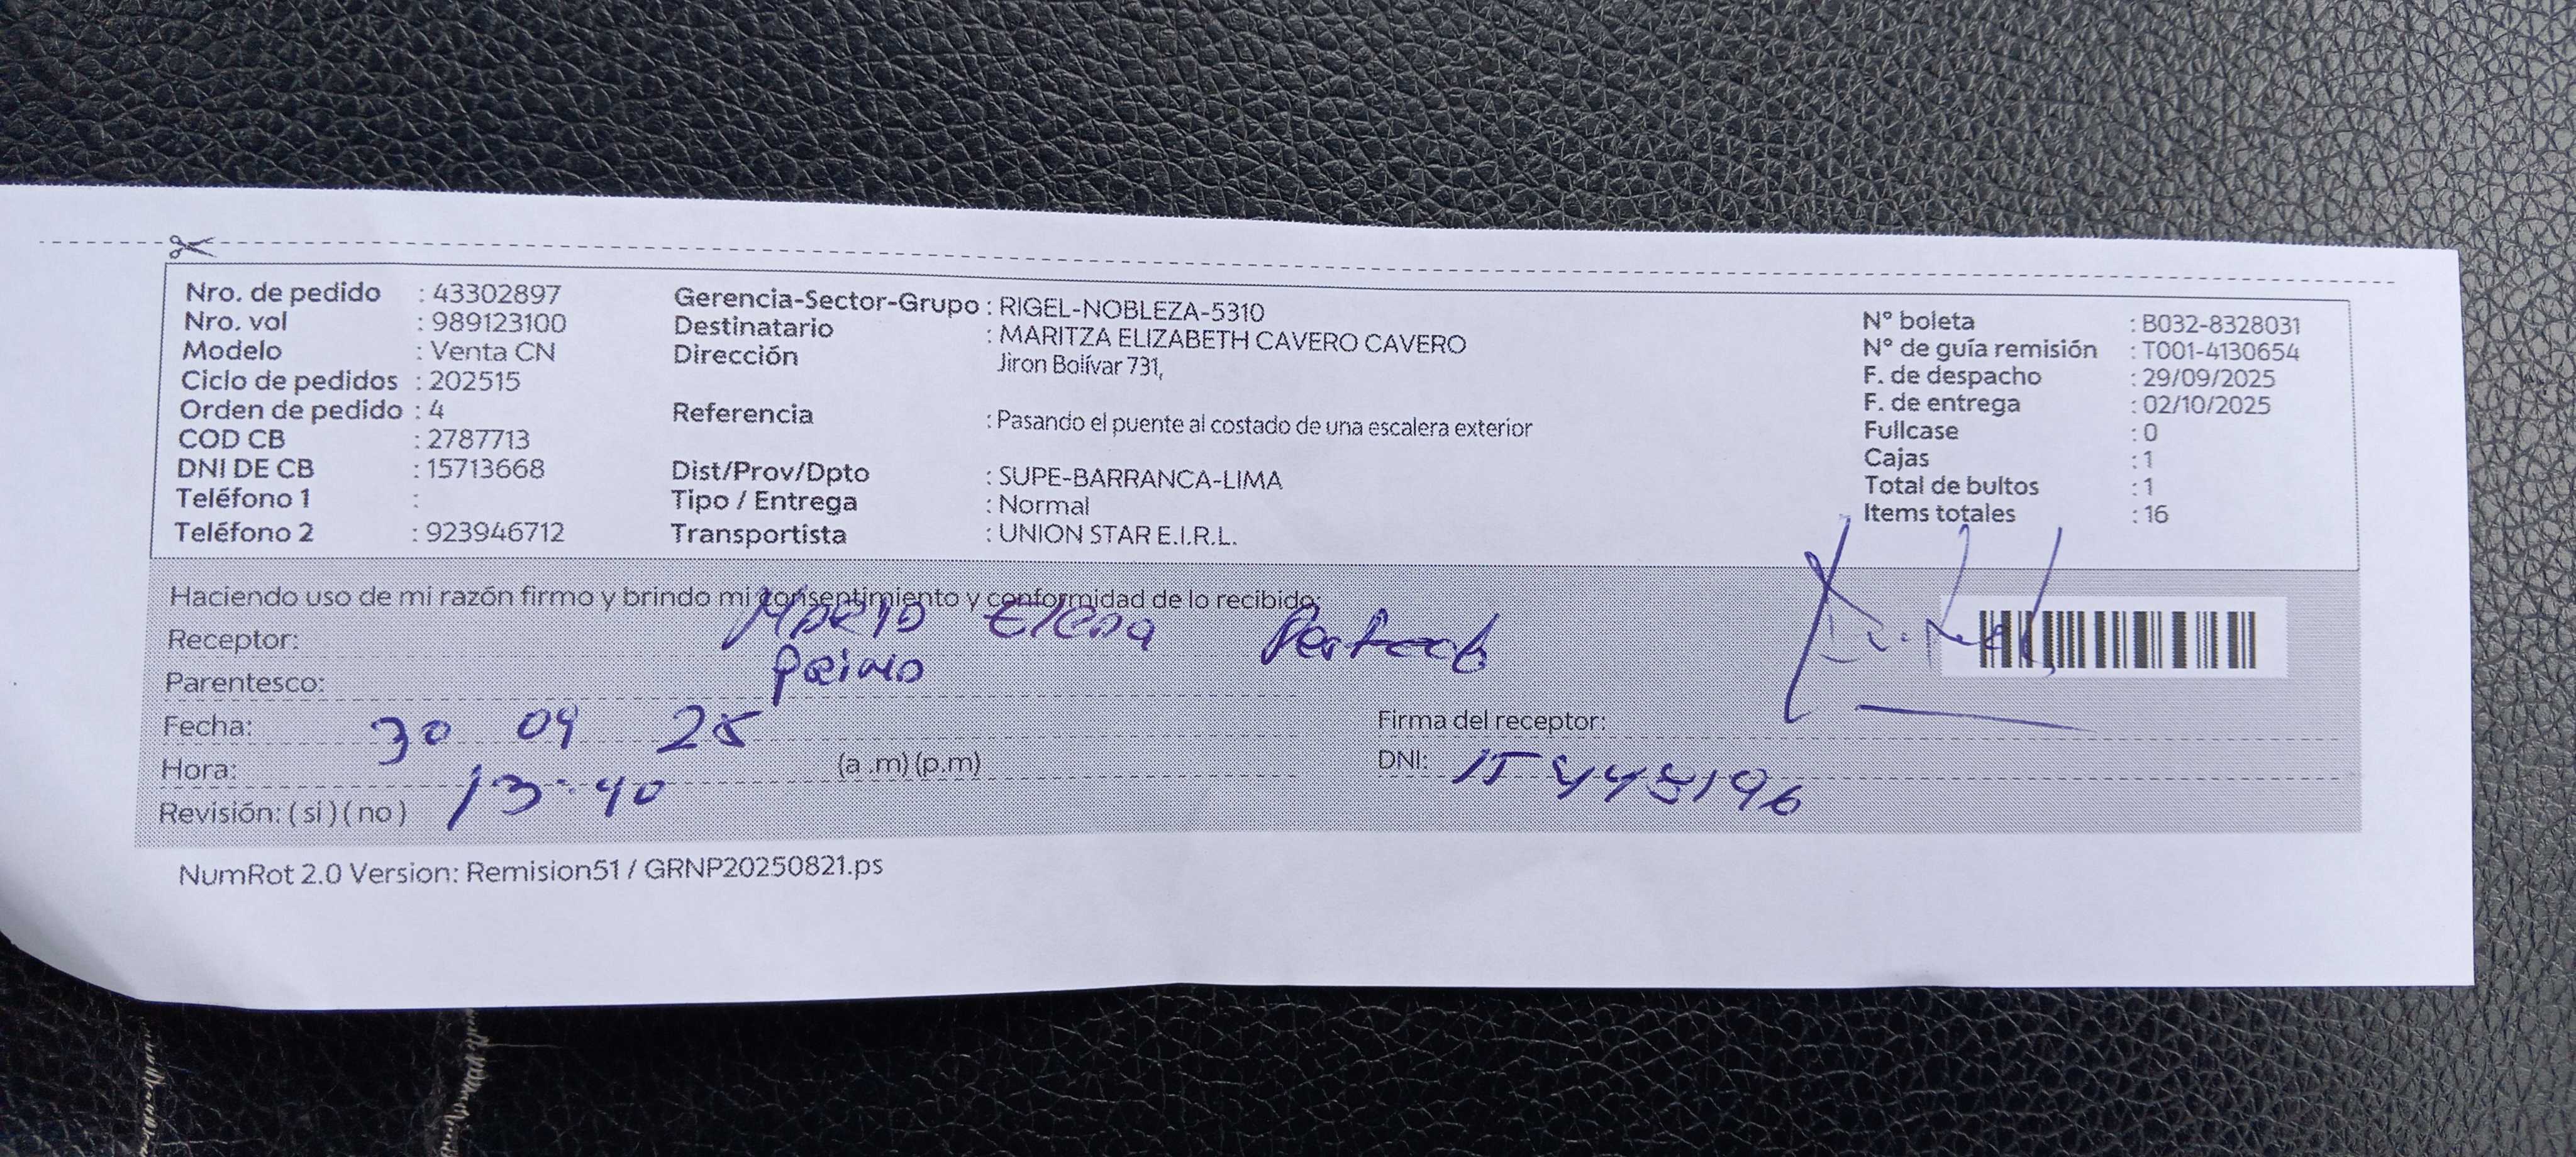 Nro. de pedido : 43302897
Nro. vol : 989123100
Modelo : Venta CN
Ciclo de pedidos : 202515
Orden de pedido : 4
COD CB : 2787713
DNI DE CB : 15713668
Teléfono 1 :
Teléfono 2 : 923946712
Gerencia-Sector-Grupo : RIGEL-NOBLEZA-5310
Destinatario : MARITZA ELIZABETH CAVERO CAVERO
Dirección Jiron Bolívar 731,
Referencia : Pasando el puente al costado de una escalera exterior
Dist/Prov/Dpto : SUPE-BARRANCA-LIMA
Tipo / Entrega : Normal
Transportista : UNION STAR E.I.R.L.
N° boleta : B032-8328031
N° de guía remisión : T001-4130654
F. de despacho : 29/09/2025
F. de entrega : 02/10/2025
Fullcase : 0
Cajas : 1
Total de bultos : 1
Items totales : 16
Haciendo uso de mi razón firmo y brindo mi consentimiento y conformidad de lo recibido:
Receptor: Elena
Parentesco:
Fecha: 30 09 25
Hora: 13:40 (a .m) (p.m)
Revisión: ( si ) ( no )
Firma del receptor:
DNI:
NumRot 2.0 Version: Remision51 / GRNP20250821.ps